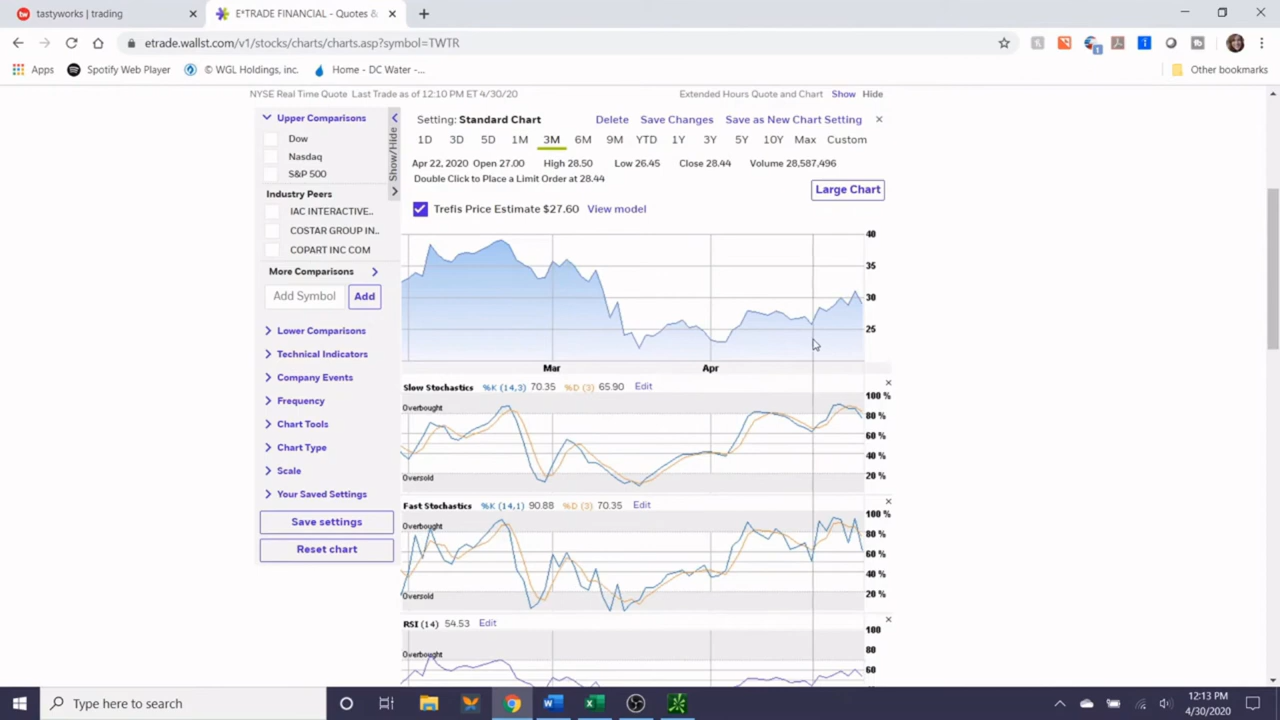 tastyworks | trading
E*TRADE FINANCIAL - Quotes &
etrade.wallst.com/v1/stocks/charts/charts.asp?symbol=TWTR
Apps
Spotify Web Player
© WGL Holdings, inc.
Home - DC Water -...
Other bookmarks
NYSE Real Time Quote Last Trade as of 12:10 PM ET 4/30/20
Extended Hours Quote and Chart Show Hide
Upper Comparisons
Dow
Nasdaq
S&P 500
Industry Peers
IAC INTERACTIVE..
COSTAR GROUP IN..
COPART INC COM
More Comparisons
Add Symbol Add
Lower Comparisons
Technical Indicators
Company Events
Frequency
Chart Tools
Chart Type
Scale
Your Saved Settings
Save settings
Reset chart
Show/Hide
Setting: Standard Chart Delete Save Changes Save as New Chart Setting
1D 3D 5D 1M 3M 6M 9M YTD 1Y 3Y 5Y 10Y Max Custom
Apr 22, 2020 Open 27.00 High 28.50 Low 26.45 Close 28.44 Volume 28,587,496
Double Click to Place a Limit Order at 28.44
Large Chart
Trefis Price Estimate $27.60 View model
40
35
30
25
Mar Apr
Slow Stochastics %K (14,3) 70.35 %D (3) 65.90 Edit
100 %
Overbought
80 %
60 %
40 %
Oversold
20 %
Fast Stochastics %K (14,1) 90.88 %D (3) 70.35 Edit
100 %
Overbought
80 %
60 %
40 %
Oversold
20 %
RSI (14) 54.53 Edit
100
Overbought
80
60
Type here to search
12:13 PM
4/30/2020